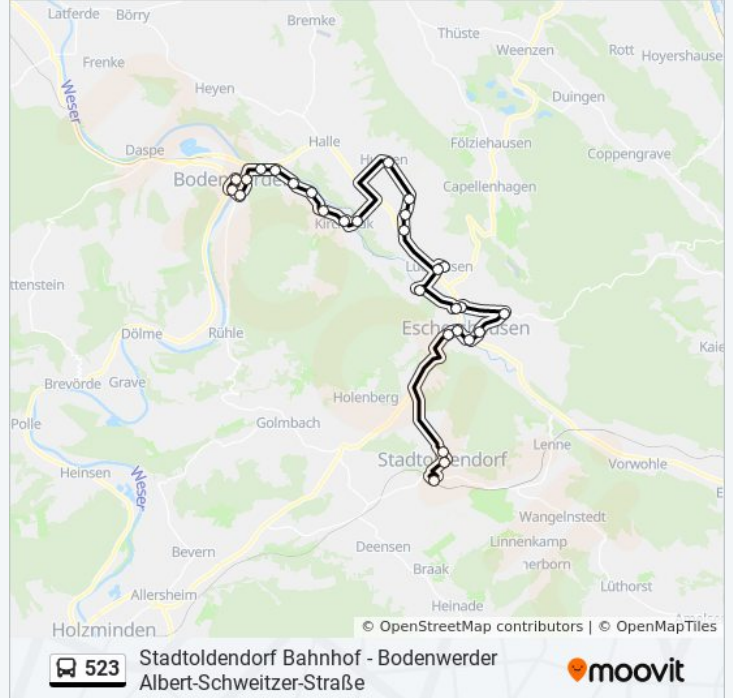 Latferde
Börry
Bremke
Thüste
Weenzen
Rott
Hoyershause
Frenke
Weser
Heyen
Duingen
Daspe
Halle
Fölziehausen
Coppengrave
Capellenhagen
ttenstein
Dölme
Rühle
Eschershausen
Kaie
Brevörde
Grave
Holenberg
Polle
Golmbach
Lenne
Heinsen
Stadtoldendorf
Vorwohle
Weser
E
Wangelnstedt
Bevern
Deensen
Linnenkamp
Braak
herborn
Lüthorst
Allersheim
Heinade
Holzminden
© OpenStreetMap contributors | © OpenMapTiles
523
Stadtoldendorf Bahnhof - Bodenwerder
Albert-Schweitzer-Straße
moovit